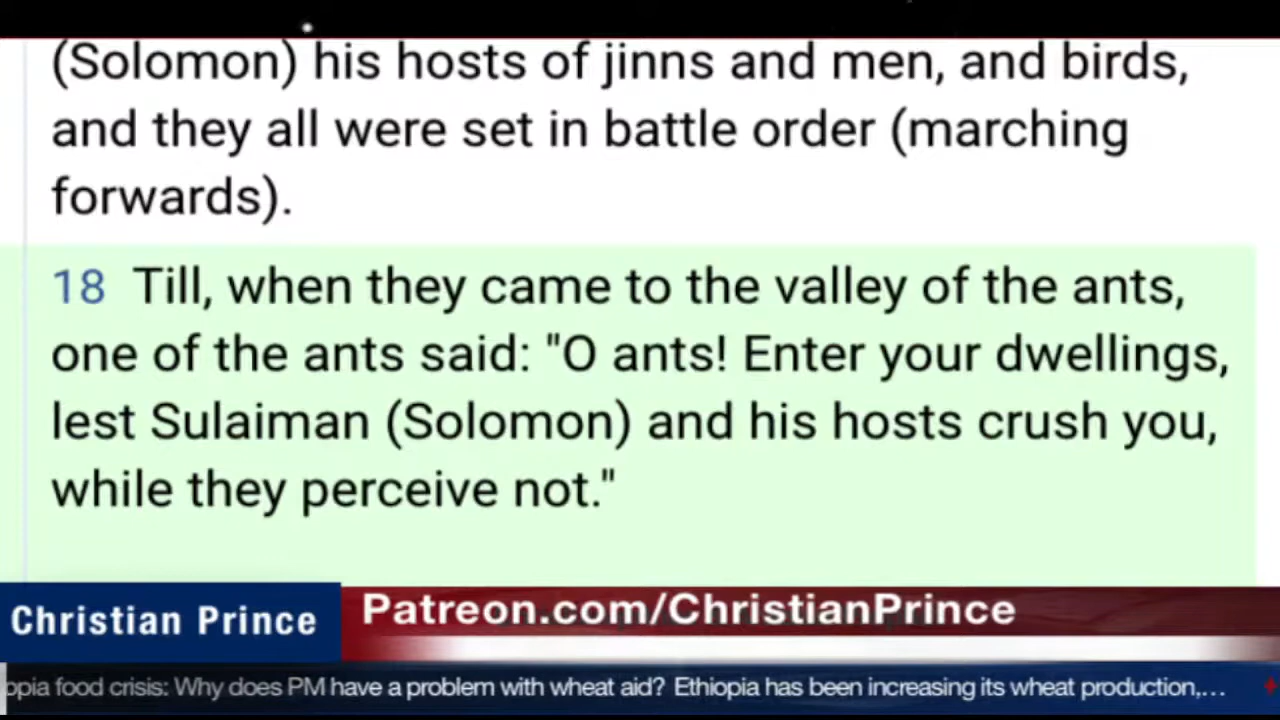 (Solomon) his hosts of jinns and men, and birds,
and they all were set in battle order (marching
forwards).
18 Till, when they came to the valley of the ants,
one of the ants said: "O ants! Enter your dwellings,
lest Sulaiman (Solomon) and his hosts crush you,
while they perceive not."
Christian Prince
Patreon.com/ChristianPrince
opia food crisis: Why does PM have a problem with wheat aid? Ethiopia has been increasing its wheat production,...